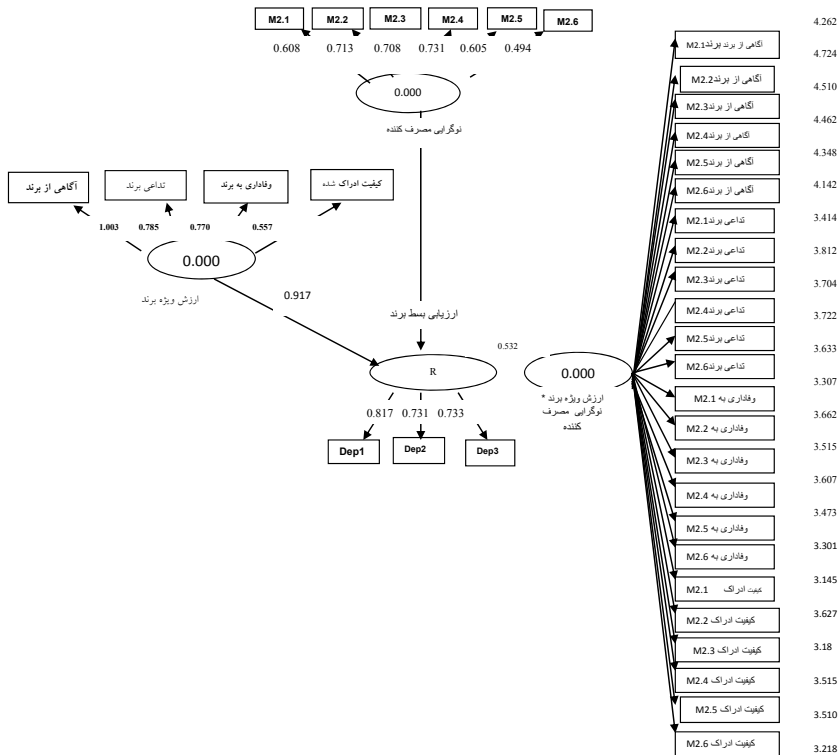 M2.1 M2.2 M2.3 M2.4 M2.5 M2.6
0.608 0.713 0.708 0.731 0.605 0.494
0.000
نوگرایی مصرف کننده
آگاهی از برند
تداعی برند
وفاداری به برند
کیفیت ادراک شده
1.003 0.785 0.770 0.557
0.000
ارزش ویژه برند
0.917
ارزیابی بسط برند
R
0.817 0.731 0.733
Dep1 Dep2 Dep3
0.532
0.000
ارزش ویژه برند *
نوگرایی مصرف
کننده
آگاهی از برند برند M2.1
آگاهی از برند M2.2
آگاهی از برند M2.3
آگاهی از برند M2.4
آگاهی از برند M2.5
آگاهی از برند M2.6
تداعی برند M2.1
تداعی برند M2.2
تداعی برند M2.3
تداعی برند M2.4
تداعی برند M2.5
تداعی برند M2.6
وفاداری به M2.1
وفاداری به M2.2
وفاداری به M2.3
وفاداری به M2.4
وفاداری به M2.5
وفاداری به M2.6
کیفیت ادراک M2.1
کیفیت ادراک M2.2
کیفیت ادراک M2.3
کیفیت ادراک M2.4
کیفیت ادراک M2.5
کیفیت ادراک M2.6
4.262
4.724
4.510
4.462
4.348
4.142
3.414
3.812
3.704
3.722
3.633
3.307
3.662
3.515
3.607
3.473
3.301
3.145
3.627
3.18
3.515
3.510
3.218